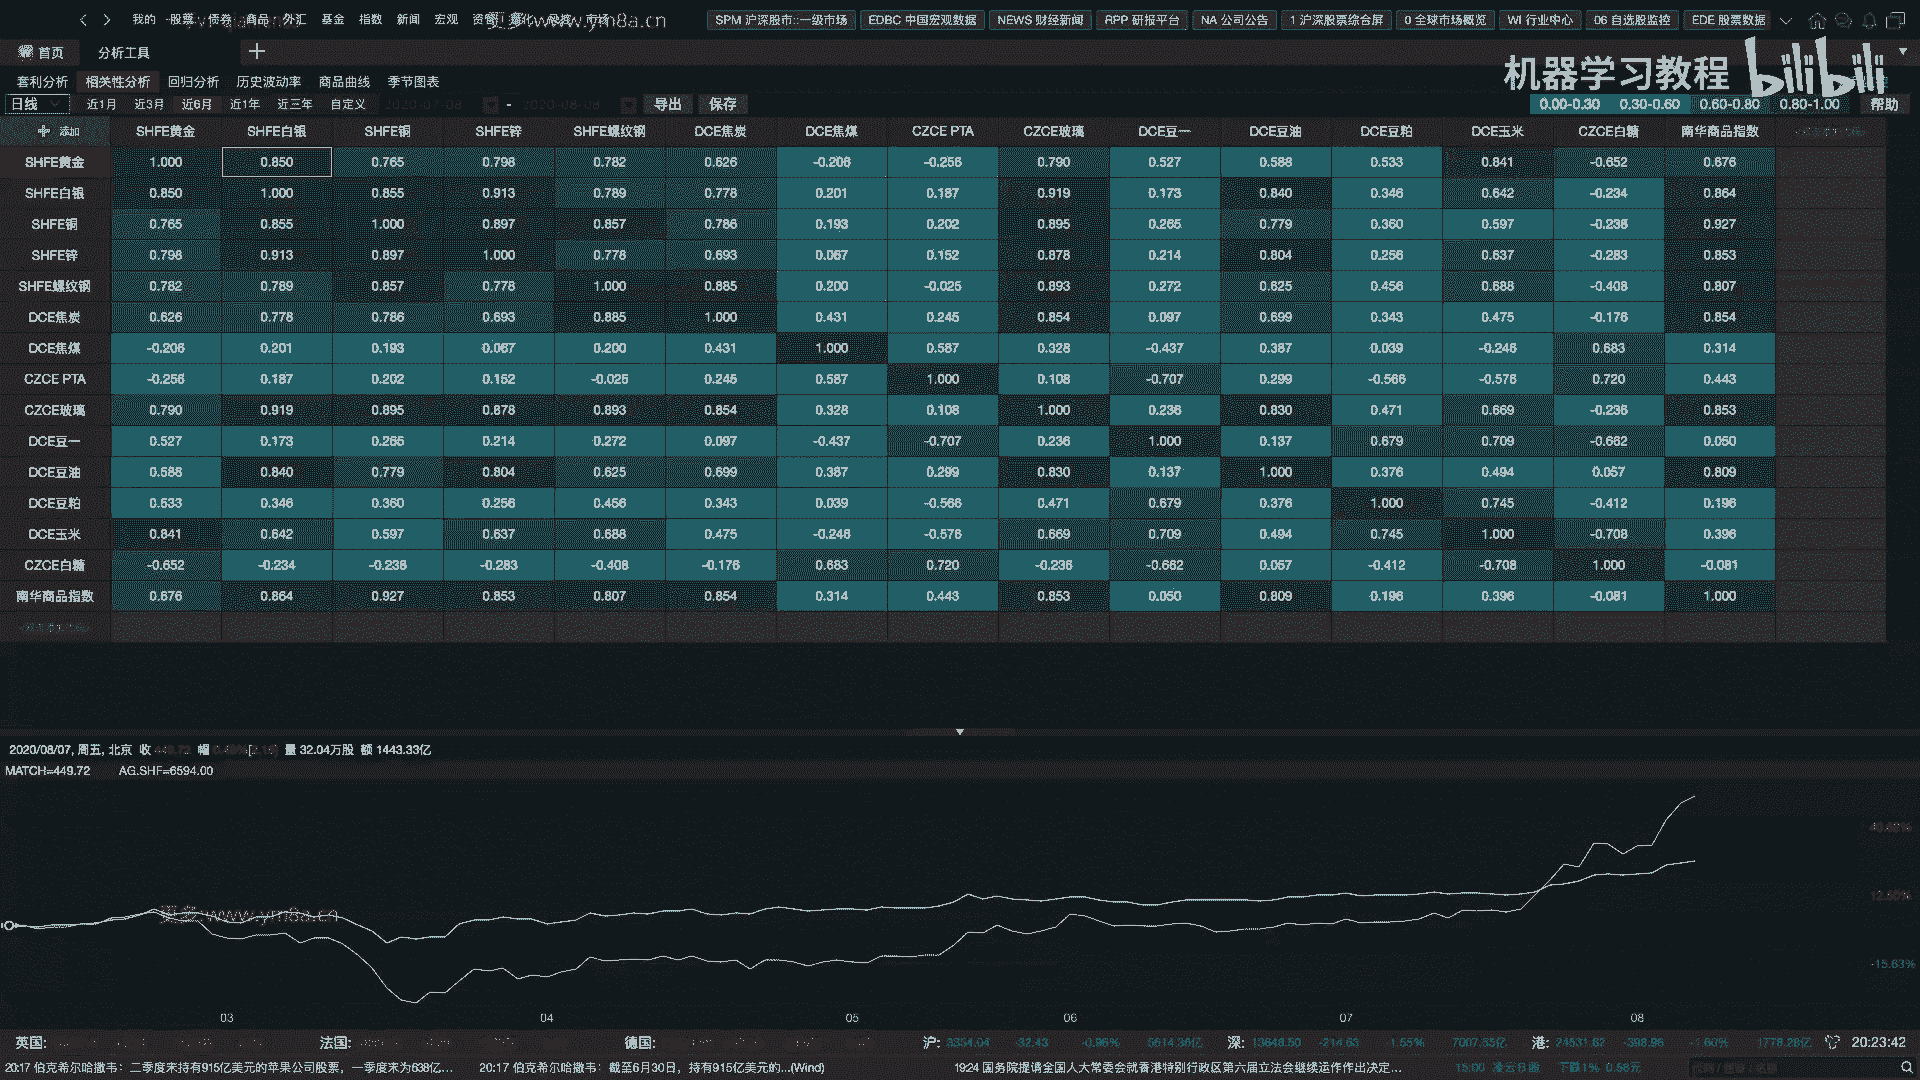 我的 股票 债券 商品 外汇 基金 指数 新闻 宏观 资管 量化 SPM 沪深股市::一级市场 EDBC 中国宏观数据 NEWS 财经新闻 RPP 研报平台 NA 公司公告 1 沪深股票综合屏 0 全球市场概览 WI 行业中心 06 自选股监控 EDE 股票数据
www.ym8a.cn
首页 分析工具
机器学习教程 bilibili
套利分析 相关性分析 回归分析 历史波动率 商品曲线 季节图表
日线 近1月 近3月 近6月 近1年 近三年 自定义 2020-07-08 - 2020-08-08 导出 保存 0.00-0.30 0.30-0.60 0.60-0.80 0.80-1.00 帮助
添加 SHFE黄金 SHFE白银 SHFE铜 SHFE锌 SHFE螺纹钢 DCE焦炭 DCE焦煤 CZCE PTA CZCE玻璃 DCE豆一 DCE豆油 DCE豆粕 DCE玉米 CZCE白糖 南华商品指数
SHFE黄金 1.000 0.850 0.765 0.798 0.782 0.626 -0.206 -0.256 0.790 0.527 0.588 0.533 0.841 -0.652 0.676
SHFE白银 0.850 1.000 0.855 0.913 0.789 0.778 0.201 0.187 0.919 0.173 0.840 0.346 0.642 -0.234 0.864
SHFE铜 0.765 0.855 1.000 0.897 0.857 0.786 0.193 0.202 0.895 0.265 0.779 0.360 0.597 -0.236 0.927
SHFE锌 0.798 0.913 0.897 1.000 0.778 0.693 0.067 0.152 0.878 0.214 0.804 0.256 0.637 -0.283 0.853
SHFE螺纹钢 0.782 0.789 0.857 0.778 1.000 0.885 0.200 -0.025 0.893 0.272 0.625 0.456 0.688 -0.408 0.807
DCE焦炭 0.626 0.778 0.786 0.693 0.885 1.000 0.431 0.245 0.854 0.097 0.699 0.343 0.475 -0.176 0.854
DCE焦煤 -0.206 0.201 0.193 0.067 0.200 0.431 1.000 0.587 0.328 -0.437 0.387 0.039 -0.246 0.683 0.314
CZCE PTA -0.256 0.187 0.202 0.152 -0.025 0.245 0.587 1.000 0.108 -0.707 0.299 -0.566 -0.576 0.720 0.443
CZCE玻璃 0.790 0.919 0.895 0.878 0.893 0.854 0.328 0.108 1.000 0.236 0.830 0.471 0.669 -0.236 0.853
DCE豆一 0.527 0.173 0.265 0.214 0.272 0.097 -0.437 -0.707 0.236 1.000 0.137 0.679 0.709 -0.662 0.050
DCE豆油 0.588 0.840 0.779 0.804 0.625 0.699 0.387 0.299 0.830 0.137 1.000 0.376 0.494 0.057 0.809
DCE豆粕 0.533 0.346 0.360 0.256 0.456 0.343 0.039 -0.566 0.471 0.679 0.376 1.000 0.745 -0.412 0.196
DCE玉米 0.841 0.642 0.597 0.637 0.688 0.475 -0.246 -0.576 0.669 0.709 0.494 0.745 1.000 -0.708 0.396
CZCE白糖 -0.652 -0.234 -0.236 -0.283 -0.408 -0.176 0.683 0.720 -0.236 -0.662 0.057 -0.412 -0.708 1.000 -0.081
南华商品指数 0.676 0.864 0.927 0.853 0.807 0.854 0.314 0.443 0.853 0.050 0.809 0.196 0.396 -0.081 1.000
2020/08/07, 周五, 北京 收 449.72 幅 量 32.04万股 额 1443.33亿
MATCH=449.72 AG.SHF=6594.00
40.88%
12.60%
www.ym8a.cn
-15.63%
03 04 05 06 07 08
英国: 法国: 德国: 沪: 3354.04 -32.43 -0.96% 5614.36亿 深: 13648.50 -214.63 -1.55% 7007.55亿 港: 24531.62 -398.96 -1.60% 1778.28亿 20:23:42
20:17 伯克希尔哈撒韦：二季度末持有915亿美元的苹果公司股票，一季度末为638亿... 20:17 伯克希尔哈撒韦：截至6月30日，持有915亿美元的...(Wind) 19:24 国务院提请全国人大常委会就香港特别行政区第六届立法会继续运作作出决定... 15:00 凌云B股 下跌1% 0.58元